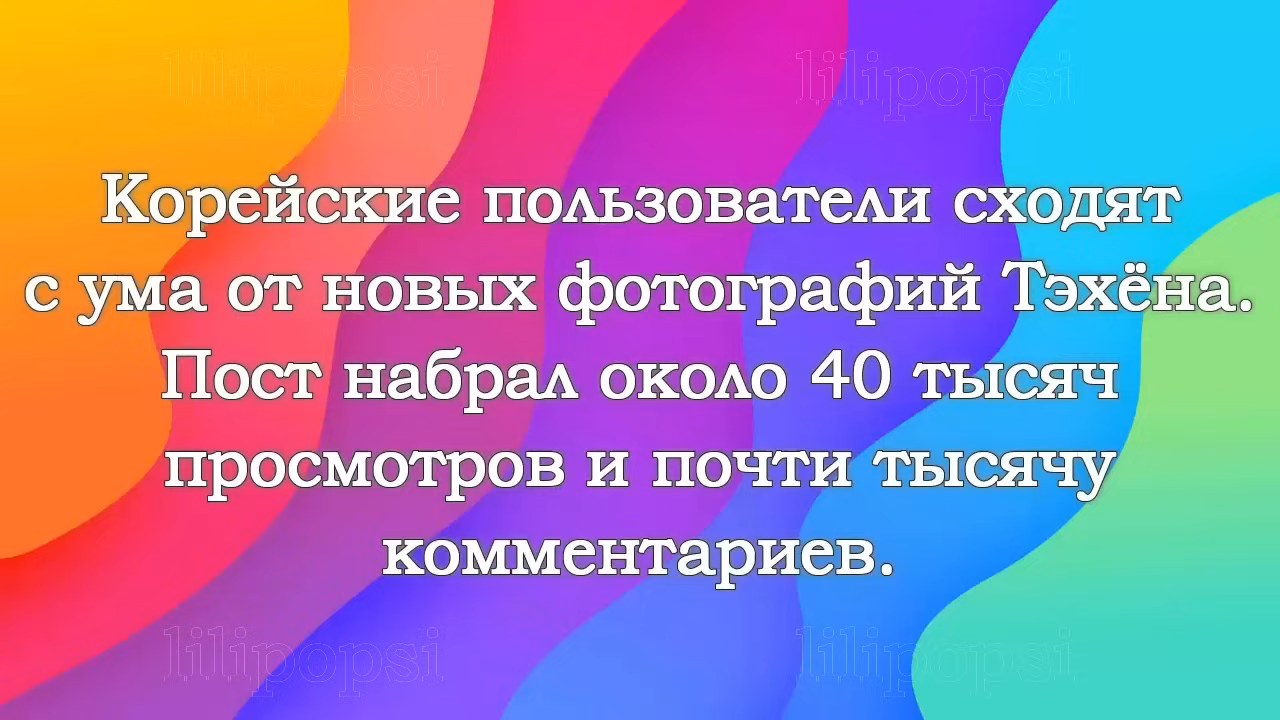 lilipopsi lilipopsi
Корейские пользователи сходят
с ума от новых фотографий Тэхёна.
Пост набрал около 40 тысяч
просмотров и почти тысячу
комментариев.
lilipopsi lilipopsi